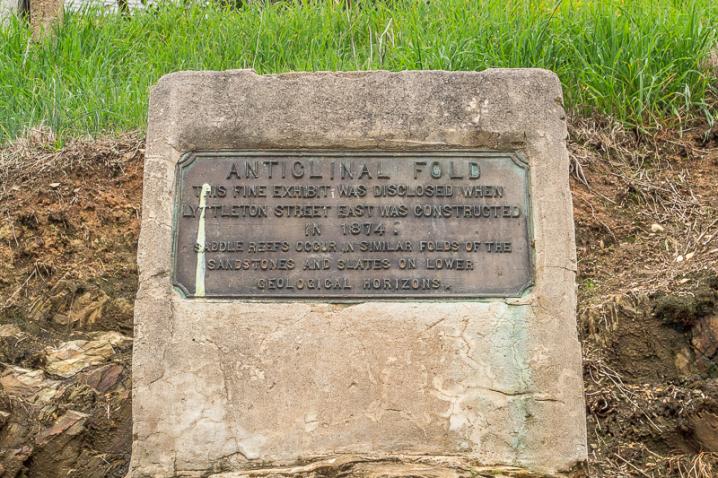 ANTICLINAL FOLD
THIS FINE EXHIBIT WAS DISCLOSED WHEN
LYTTLETON STREET EAST WAS CONSTRUCTED
IN 1874.
SADDLE REEFS OCCUR IN SIMILAR FOLDS OF THE
SANDSTONES AND SLATES ON LOWER
GEOLOGICAL HORIZONS.